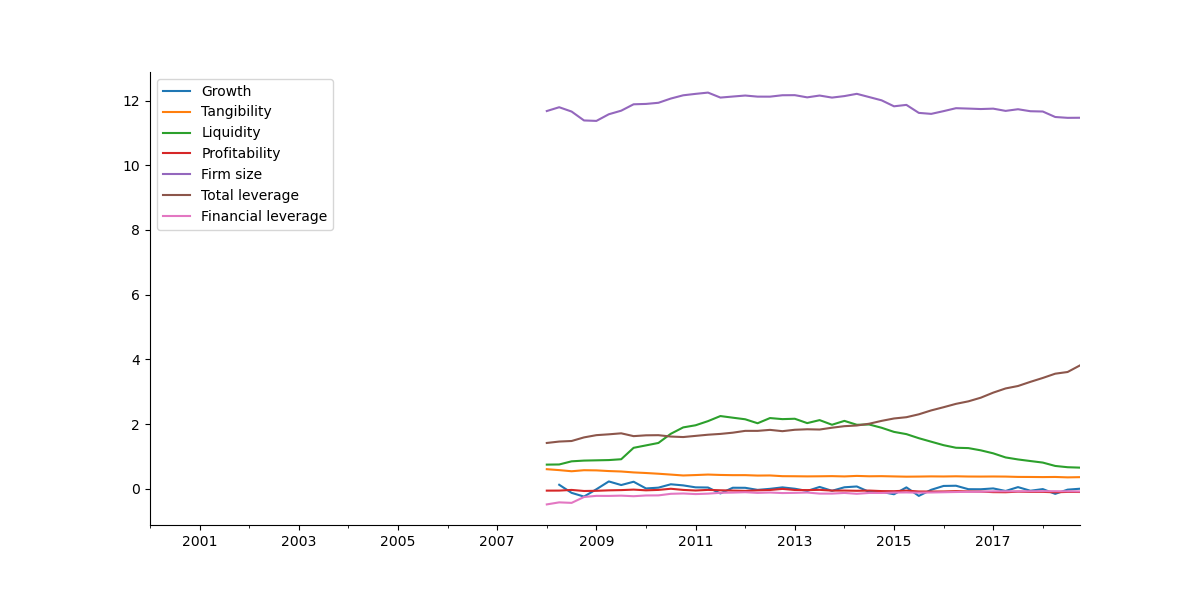 12
10
8
6
4
2
0
Growth
Tangibility
Liquidity
Profitability
Firm size
Total leverage
Financial leverage
2001 2003 2005 2007 2009 2011 2013 2015 2017